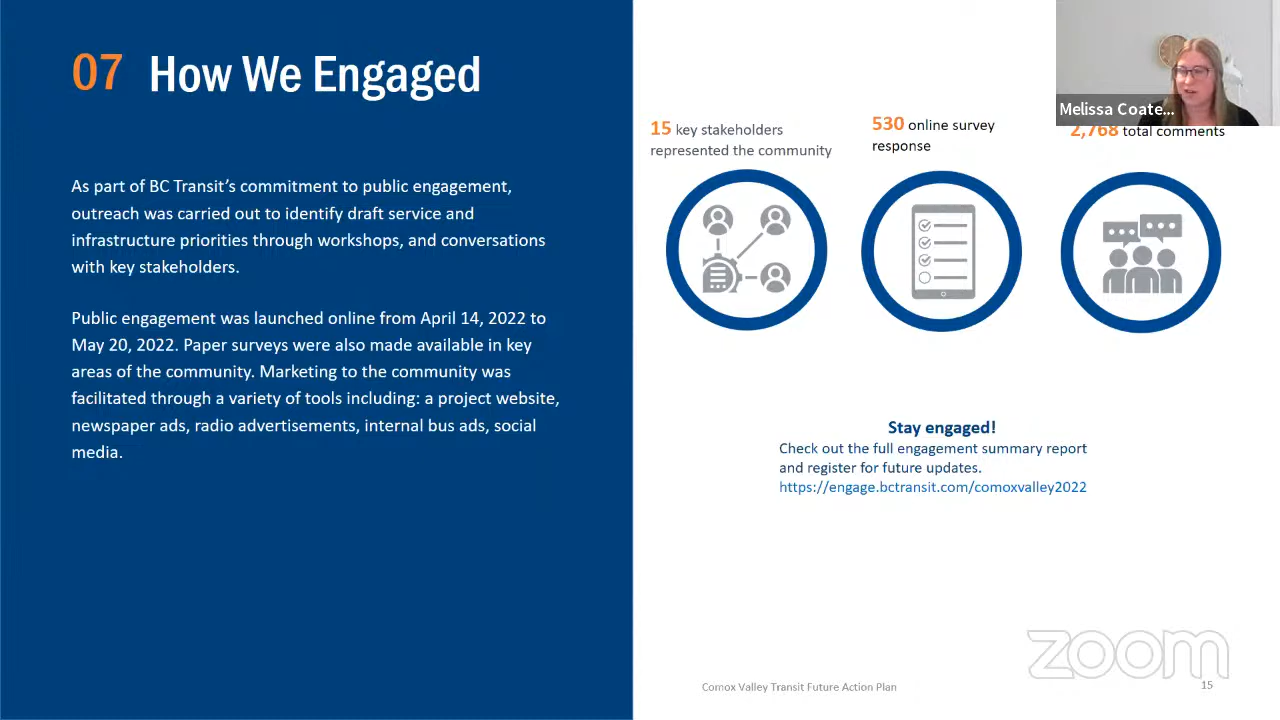 07 How We Engaged
As part of BC Transit's commitment to public engagement,
outreach was carried out to identify draft service and
infrastructure priorities through workshops, and conversations
with key stakeholders.
Public engagement was launched online from April 14, 2022 to
May 20, 2022. Paper surveys were also made available in key
areas of the community. Marketing to the community was
facilitated through a variety of tools including: a project website,
newspaper ads, radio advertisements, internal bus ads, social
media.
15 key stakeholders
represented the community
530 online survey
response
Melissa Coate...
2,768 total comments
Stay engaged!
Check out the full engagement summary report
and register for future updates.
https://engage.bctransit.com/comoxvalley2022
zoom
Comox Valley Transit Future Action Plan
15